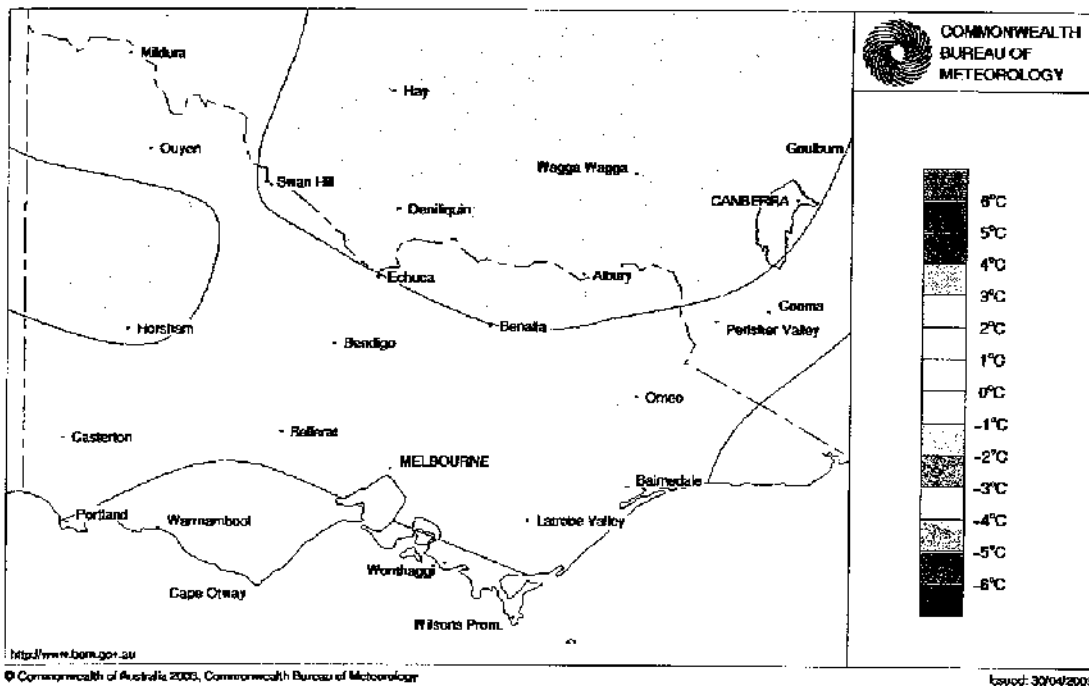 COMMONWEALTH
BUREAU OF
METEOROLOGY
Mildura
Hay
Ouyen
Wagga Wagga
Goulburn
Swan Hill
Deniliquin
CANBERRA
Echuca
Albury
Cooma
Horsham
Benalla
Perisher Valley
Bendigo
Omeo
Casterton
Ballarat
MELBOURNE
Bairnsdale
Portland
Warrnambool
Latrobe Valley
Wonthaggi
Cape Otway
Wilsons Prom.
6°C
5°C
4°C
3°C
2°C
1°C
0°C
-1°C
-2°C
-3°C
-4°C
-5°C
-6°C
http://www.bom.gov.au
© Commonwealth of Australia 2003, Commonwealth Bureau of Meteorology
Issued: 30/04/200